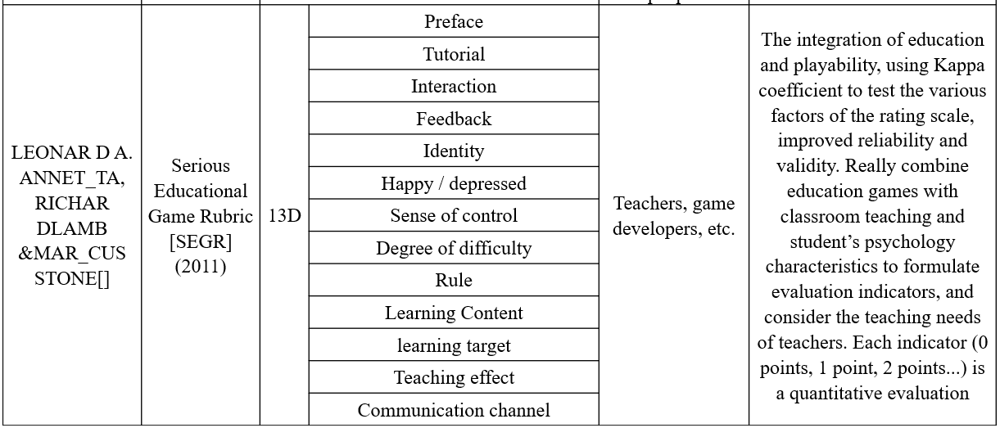 LEONAR D A.
ANNET_TA,
RICHAR
DLAMB
&MAR_CUS
STONE[]
Serious
Educational
Game Rubric
[SEGR]
(2011)
13D
Preface
Tutorial
Interaction
Feedback
Identity
Happy / depressed
Sense of control
Degree of difficulty
Rule
Learning Content
learning target
Teaching effect
Communication channel
Teachers, game
developers, etc.
The integration of education
and playability, using Kappa
coefficient to test the various
factors of the rating scale,
improved reliability and
validity. Really combine
education games with
classroom teaching and
student’s psychology
characteristics to formulate
evaluation indicators, and
consider the teaching needs
of teachers. Each indicator (0
points, 1 point, 2 points...) is
a quantitative evaluation